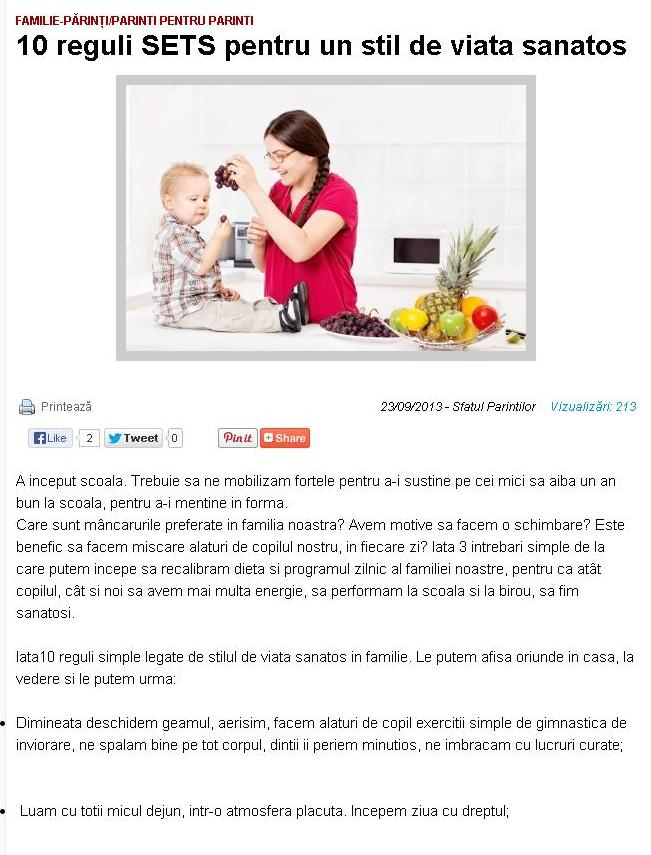 FAMILIE-PĂRINȚI/PARINTI PENTRU PARINTI
10 reguli SETS pentru un stil de viata sanatos
Printează
23/09/2013 - Sfatul Parintilor Vizualizări: 213
Like 2 Tweet 0 Pin it Share
A inceput scoala. Trebuie sa ne mobilizam fortele pentru a-i sustine pe cei mici sa aiba un an
bun la scoala, pentru a-i mentine in forma.
Care sunt mâncarurile preferate in familia noastra? Avem motive sa facem o schimbare? Este
benefic sa facem miscare alaturi de copilul nostru, in fiecare zi? Iata 3 intrebari simple de la
care putem incepe sa recalibram dieta si programul zilnic al familiei noastre, pentru ca atât
copilul, cât si noi sa avem mai multa energie, sa performam la scoala si la birou, sa fim
sanatosi.
Iata10 reguli simple legate de stilul de viata sanatos in familie. Le putem afisa oriunde in casa, la
vedere si le putem urma:
• Dimineata deschidem geamul, aerisim, facem alaturi de copil exercitii simple de gimnastica de
inviorare, ne spalam bine pe tot corpul, dintii ii periem minutios, ne imbracam cu lucruri curate;
• Luam cu totii micul dejun, intr-o atmosfera placuta. Incepem ziua cu dreptul;